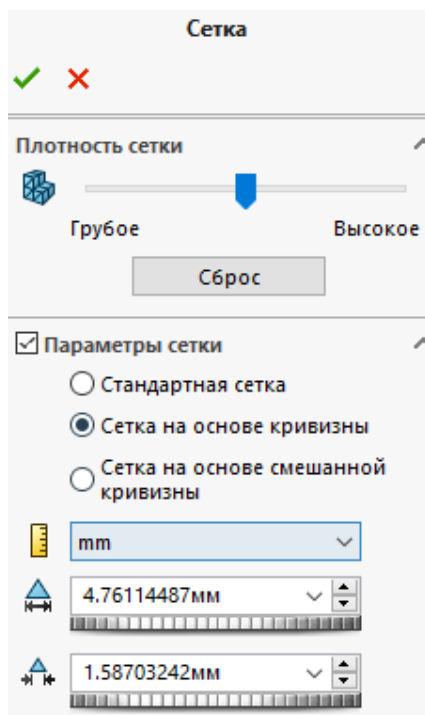 Сетка
Плотность сетки
Грубое Высокое
Сброс
Параметры сетки
Стандартная сетка
Сетка на основе кривизны
Сетка на основе смешанной
кривизны
mm
4.76114487мм
1.58703242мм